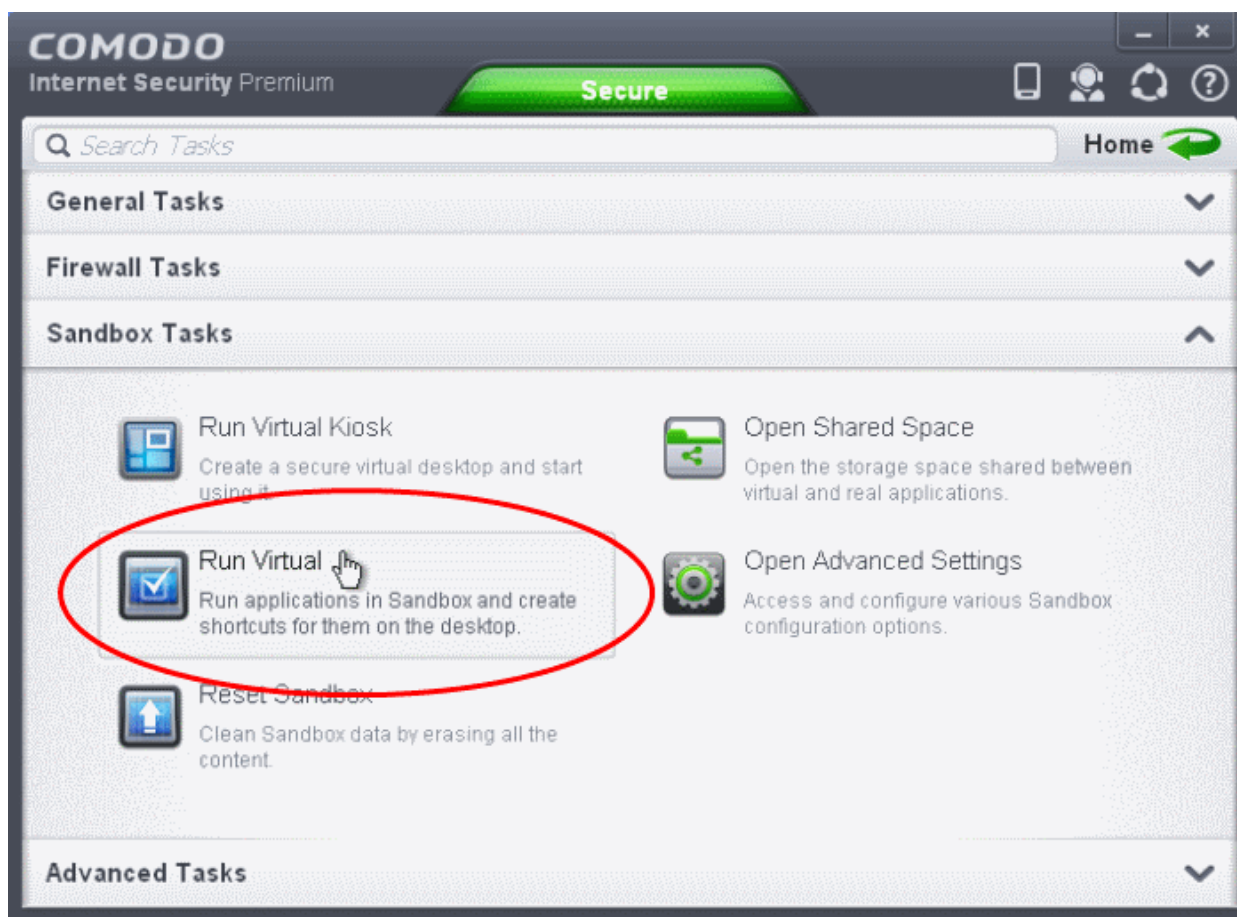 COMODO
Internet Security Premium
Secure
Search Tasks
Home
General Tasks
Firewall Tasks
Sandbox Tasks
Run Virtual Kiosk
Create a secure virtual desktop and start
using it.
Open Shared Space
Open the storage space shared between
virtual and real applications.
Run Virtual
Run applications in Sandbox and create
shortcuts for them on the desktop.
Open Advanced Settings
Access and configure various Sandbox
configuration options.
Reset Sandbox
Clean Sandbox data by erasing all the
content.
Advanced Tasks